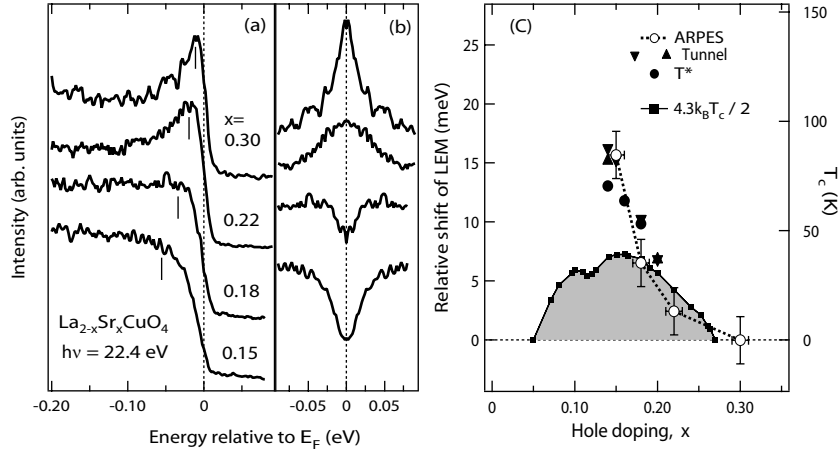 (a)
(b)
(C)
x=
0.30
0.22
0.18
0.15
La2-xSrxCuO4
hν = 22.4 eV
Intensity (arb. units)
-0.20
-0.10
0
-0.05
0
0.05
Energy relative to EF (eV)
ARPES
Tunnel
T*
4.3kBTc / 2
Relative shift of LEM (meV)
25
20
15
10
5
0
150
100
50
0
Tc (K)
0
0.10
0.20
0.30
Hole doping, x